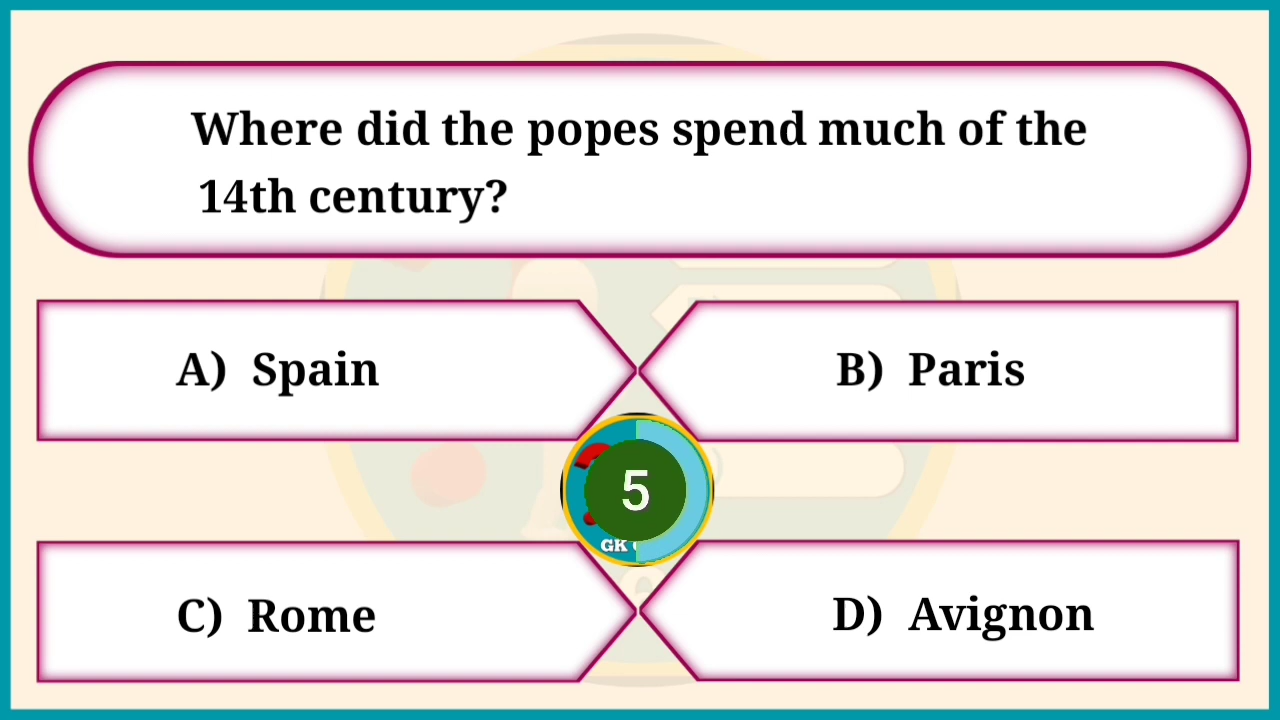 Where did the popes spend much of the
14th century?
A) Spain
B) Paris
5
GK
C) Rome
D) Avignon